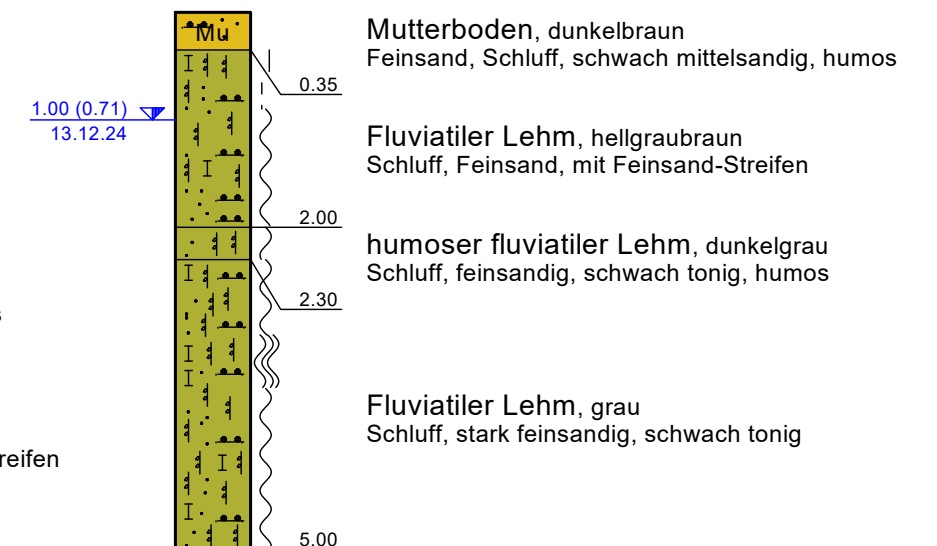 Mu
Mutterboden, dunkelbraun
Feinsand, Schluff, schwach mittelsandig, humos
0.35
1.00 (0.71)
13.12.24
Fluviatiler Lehm, hellgraubraun
Schluff, Feinsand, mit Feinsand-Streifen
2.00
humoser fluviatiler Lehm, dunkelgrau
Schluff, feinsandig, schwach tonig, humos
2.30
Fluviatiler Lehm, grau
Schluff, stark feinsandig, schwach tonig
reifen
5.00